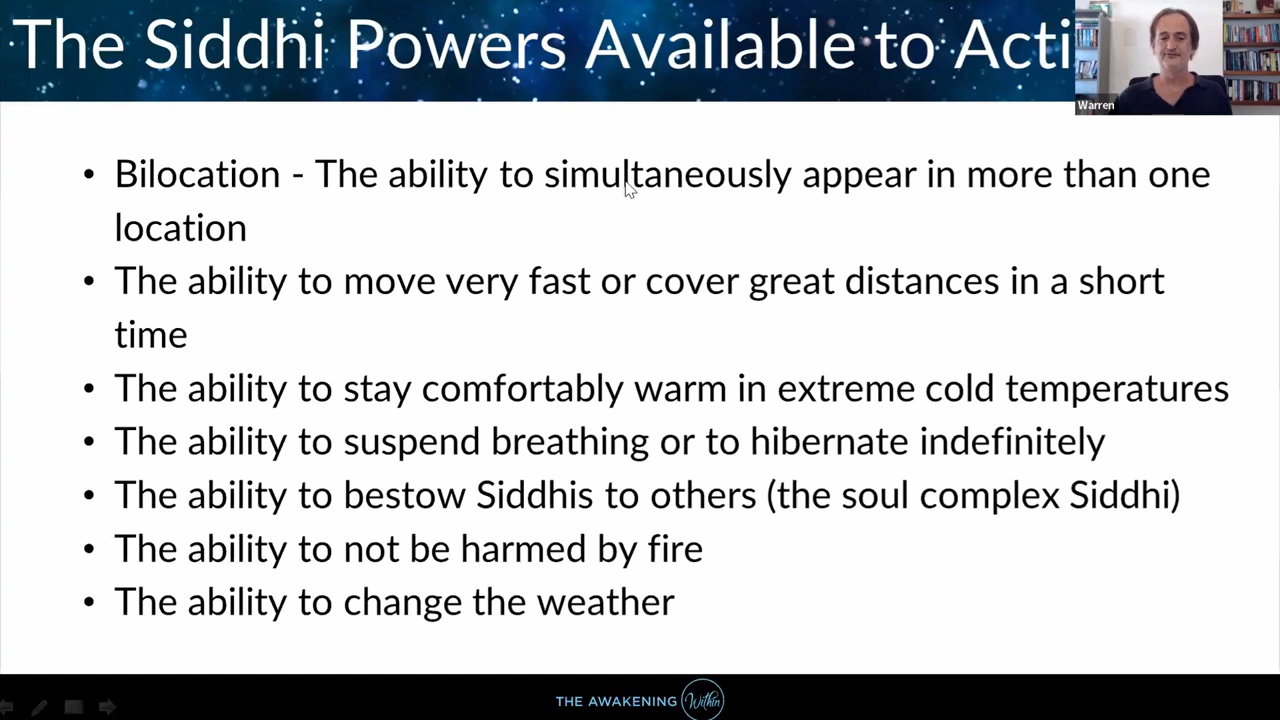 The Siddhi Powers Available to Acti
Warren
• Bilocation - The ability to simultaneously appear in more than one
location
• The ability to move very fast or cover great distances in a short
time
• The ability to stay comfortably warm in extreme cold temperatures
• The ability to suspend breathing or to hibernate indefinitely
• The ability to bestow Siddhis to others (the soul complex Siddhi)
• The ability to not be harmed by fire
• The ability to change the weather
THE AWAKENING Within